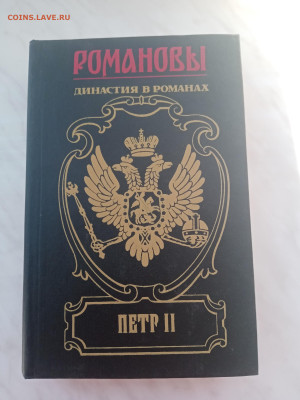 COINS.LAVE.RU
РОМАНОВЫ
ДИНАСТИЯ В РОМАНАХ
ПЕТР II